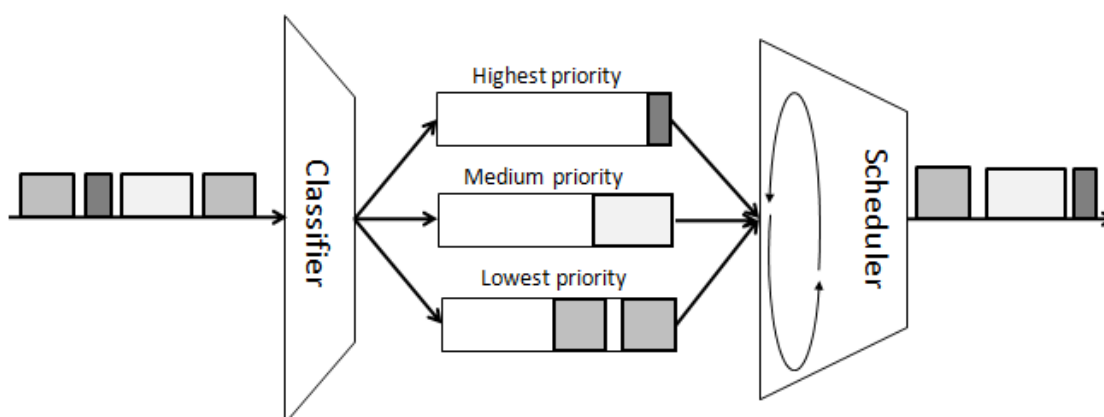 Highest priority
Classifier
Medium priority
Scheduler
Lowest priority